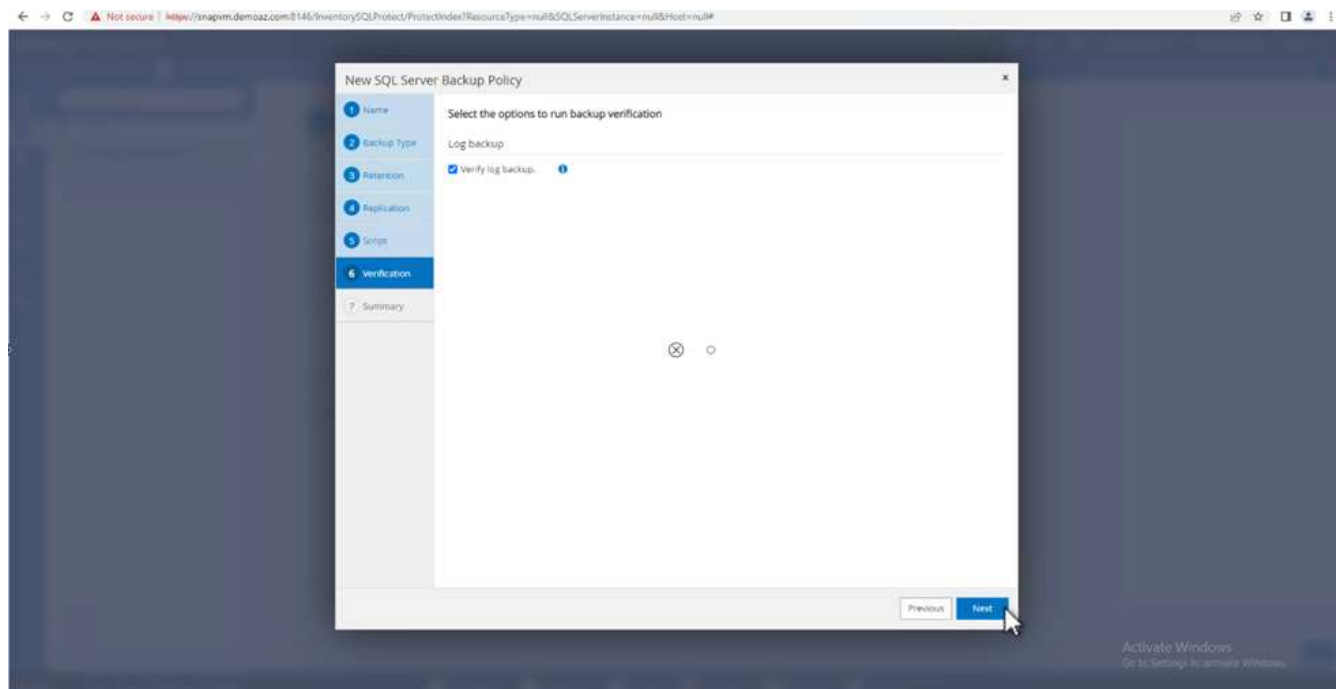 Not secure
https://snapvm.demoaz.com:8146/InventorySQLProtect/ProtectIndex?ResourceType=null&SQLServerInstance=null&Host=null#
New SQL Server Backup Policy
x
1 Name
2 Backup Type
3 Retention
4 Replication
5 Script
6 Verification
7 Summary
Select the options to run backup verification
Log backup
Verify log backup.
Previous
Next
Activate Windows
Go to Settings to activate Windows.